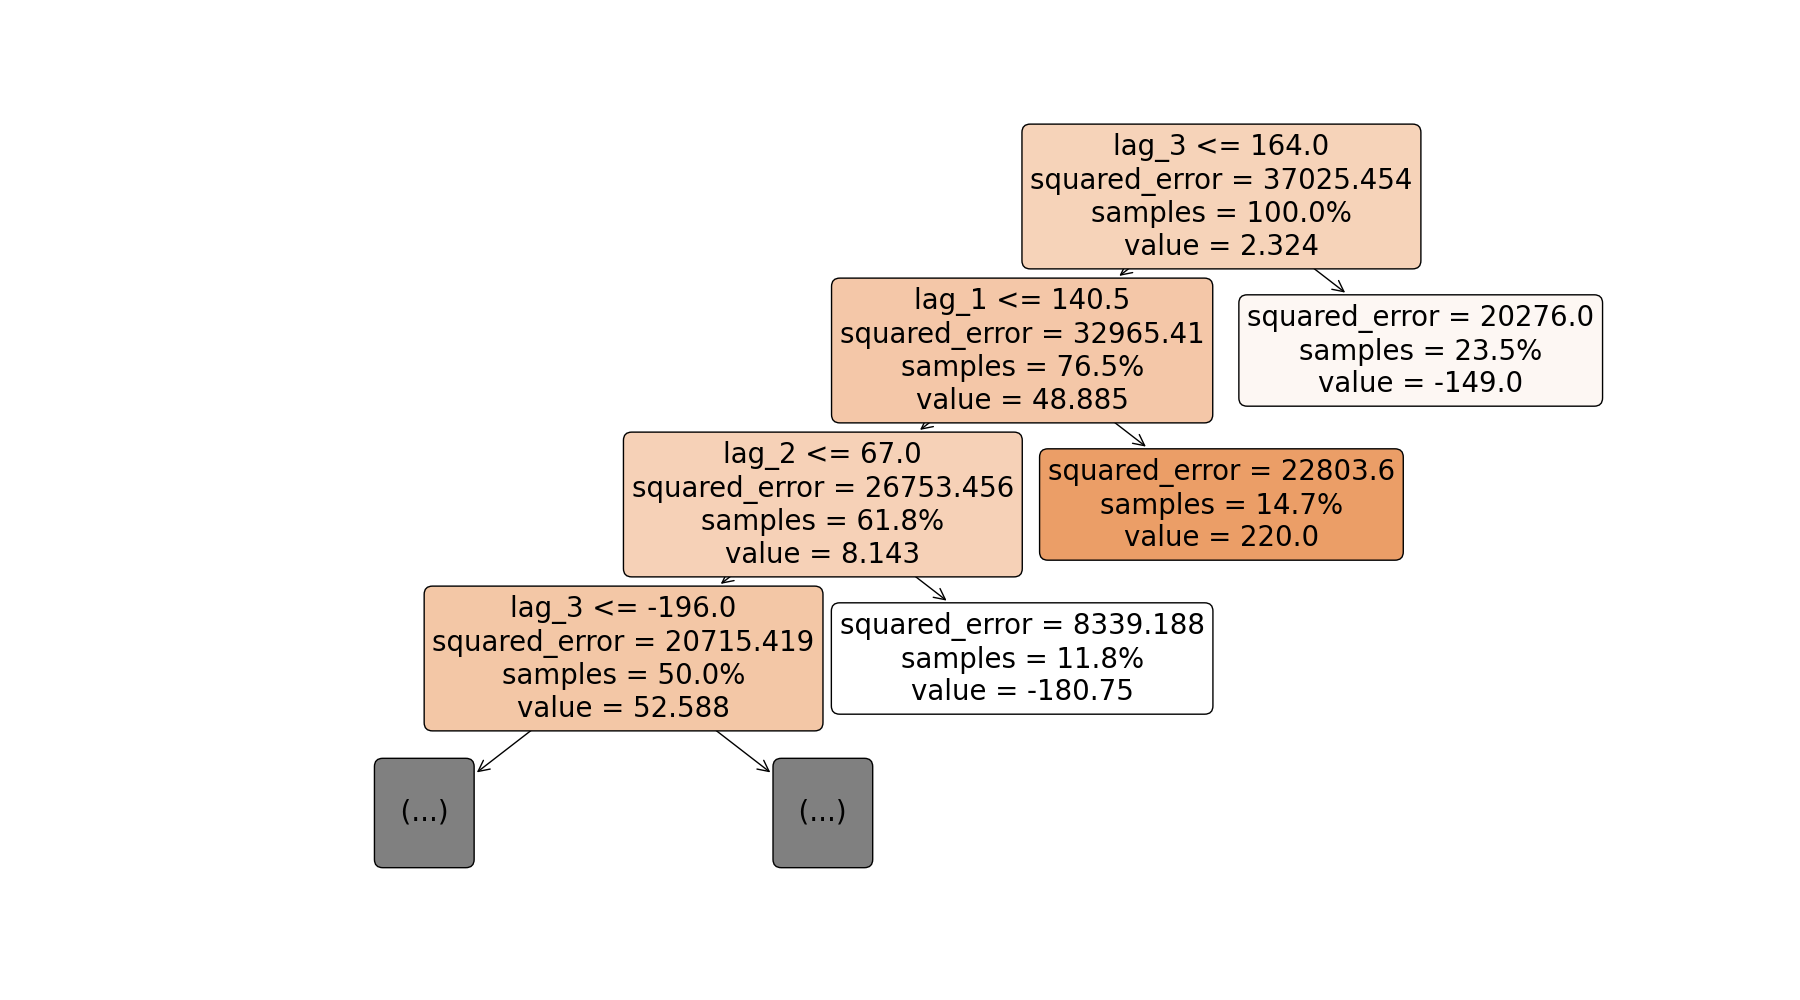 lag_3 <= 164.0
squared_error = 37025.454
samples = 100.0%
value = 2.324
lag_1 <= 140.5
squared_error = 32965.41
samples = 76.5%
value = 48.885
squared_error = 20276.0
samples = 23.5%
value = -149.0
lag_2 <= 67.0
squared_error = 26753.456
samples = 61.8%
value = 8.143
squared_error = 22803.6
samples = 14.7%
value = 220.0
lag_3 <= -196.0
squared_error = 20715.419
samples = 50.0%
value = 52.588
squared_error = 8339.188
samples = 11.8%
value = -180.75
(...)
(...)